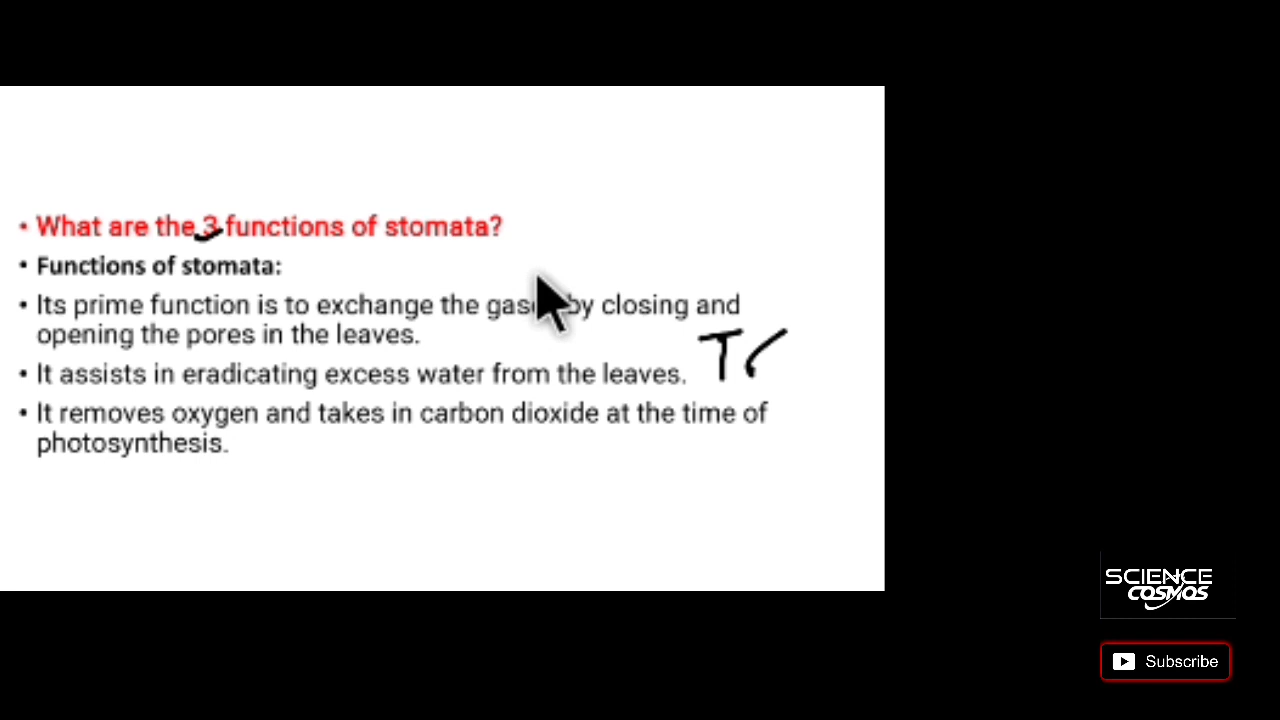 • What are the 3 functions of stomata?
• Functions of stomata:
• Its prime function is to exchange the by closing and
opening the pores in the leaves.
• It assists in eradicating excess water from the leaves. T
• It removes oxygen and takes in carbon dioxide at the time of
photosynthesis.
SCIENCE
COSMOS
Subscribe